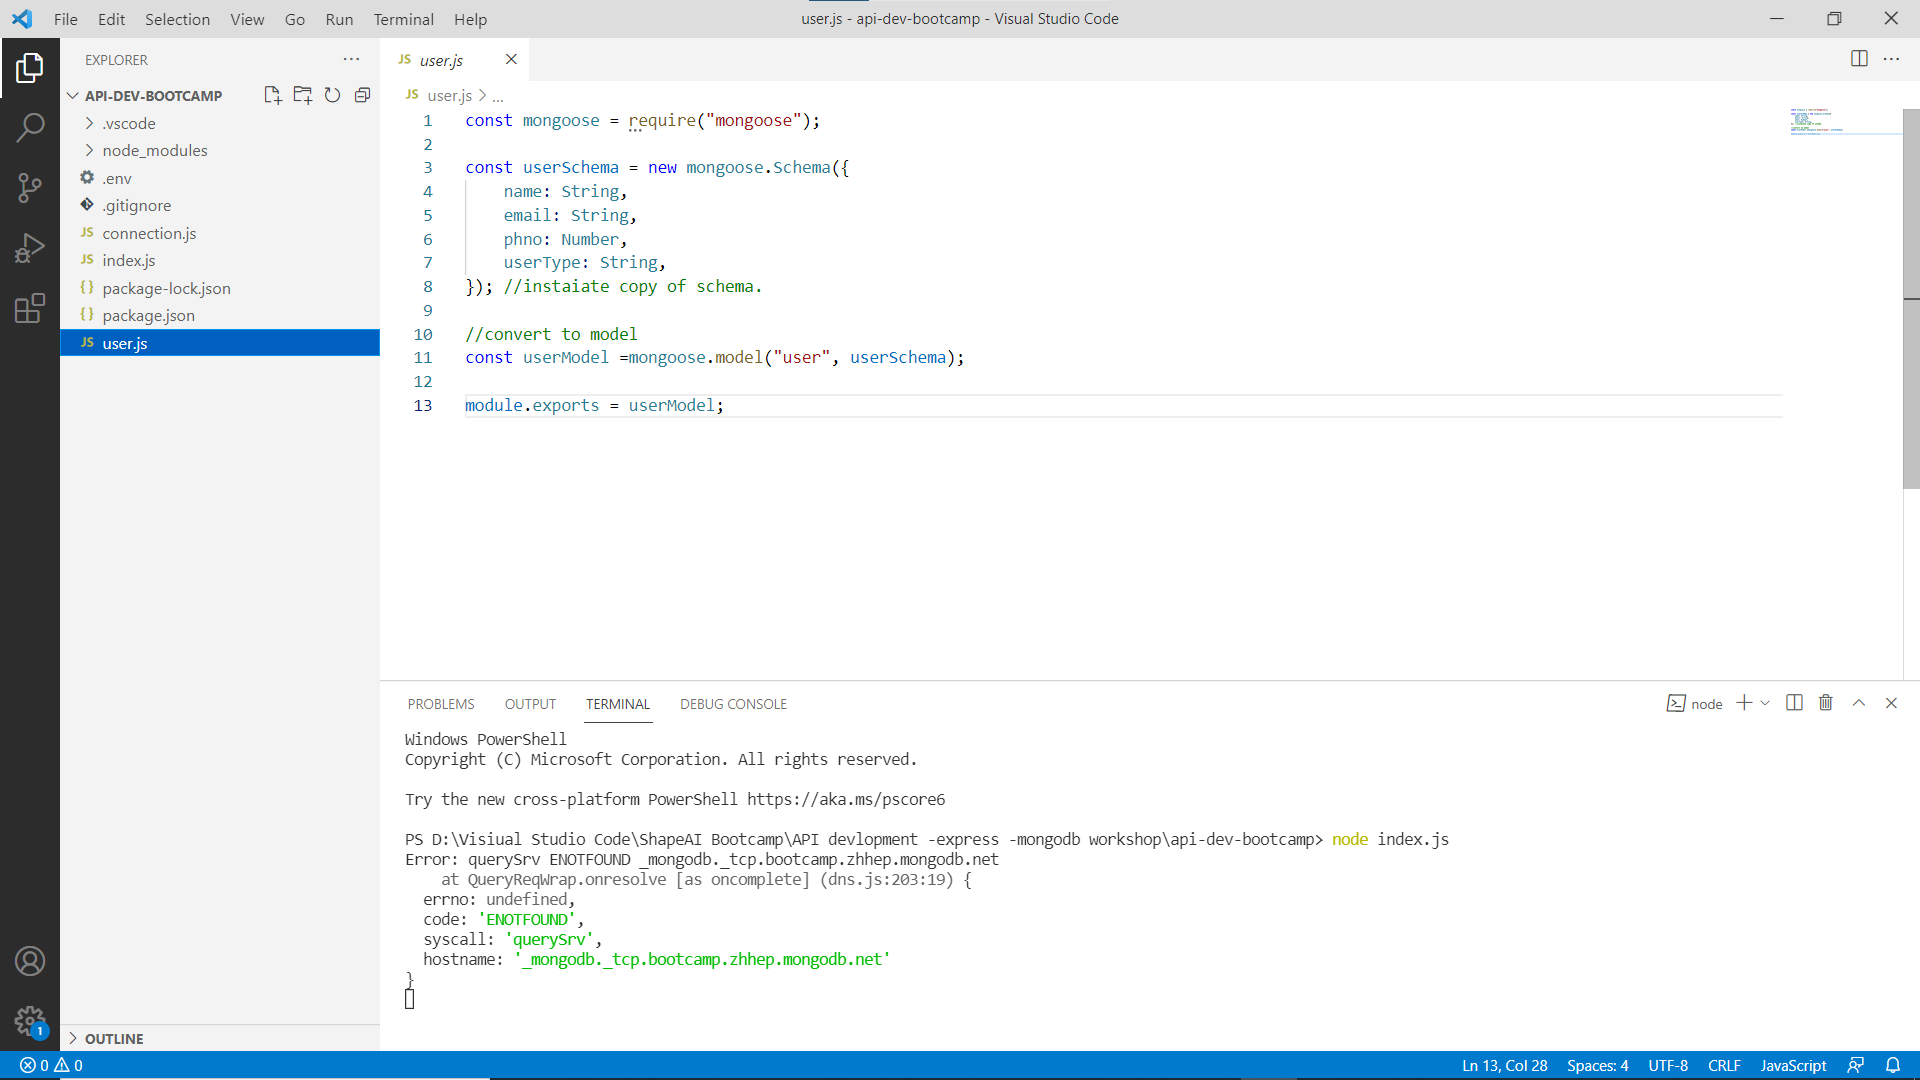 File Edit Selection View Go Run Terminal Help
user.js - api-dev-bootcamp - Visual Studio Code
EXPLORER
API-DEV-BOOTCAMP
.vscode
node_modules
.env
.gitignore
JS connection.js
JS index.js
{} package-lock.json
{} package.json
JS user.js
OUTLINE
JS user.js
JS user.js > ...
1 const mongoose = require("mongoose");
2
3 const userSchema = new mongoose.Schema({
4 name: String,
5 email: String,
6 phno: Number,
7 userType: String,
8 }); //instaiate copy of schema.
9
10 //convert to model
11 const userModel =mongoose.model("user", userSchema);
12
13 module.exports = userModel;
PROBLEMS OUTPUT TERMINAL DEBUG CONSOLE
node
Windows PowerShell
Copyright (C) Microsoft Corporation. All rights reserved.
Try the new cross-platform PowerShell https://aka.ms/pscore6
PS D:\Visiual Studio Code\ShapeAI Bootcamp\API devlopment -express -mongodb workshop\api-dev-bootcamp> node index.js
Error: querySrv ENOTFOUND _mongodb._tcp.bootcamp.zhhep.mongodb.net
at QueryReqWrap.onresolve [as oncomplete] (dns.js:203:19) {
errno: undefined,
code: 'ENOTFOUND',
syscall: 'querySrv',
hostname: '_mongodb._tcp.bootcamp.zhhep.mongodb.net'
}
1
0 0
Ln 13, Col 28 Spaces: 4 UTF-8 CRLF JavaScript